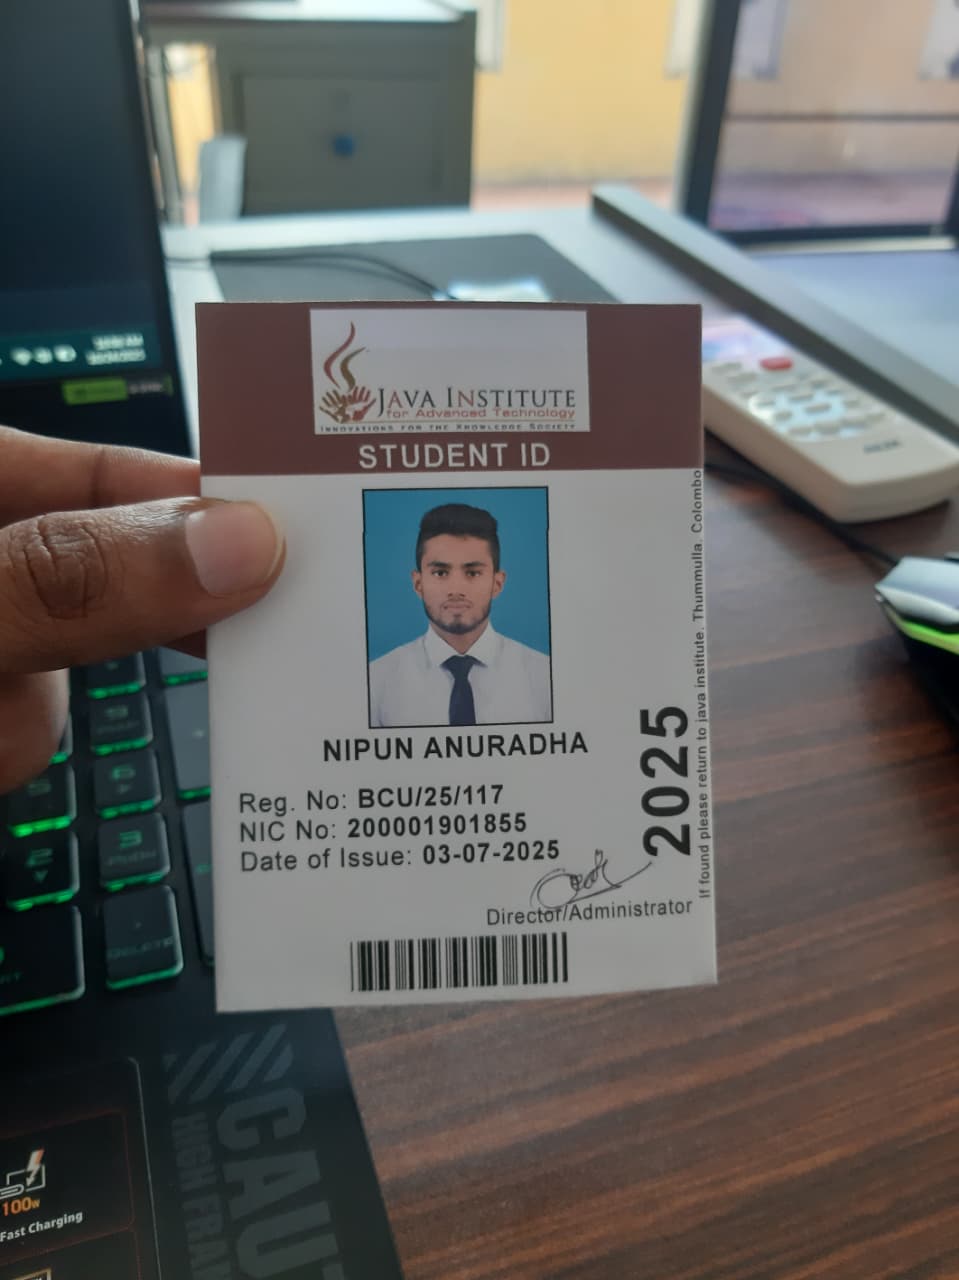 JAVA INSTITUTE
for Advanced Technology
INNOVATIONS FOR THE KNOWLEDGE SOCIETY
STUDENT ID
NIPUN ANURADHA
Reg. No: BCU/25/117
NIC No: 200001901855
Date of Issue: 03-07-2025
Director/Administrator
2025
If found please return to java institute. Thummulla. Colombo
DELETE
HIGH
100w
Fast Charging